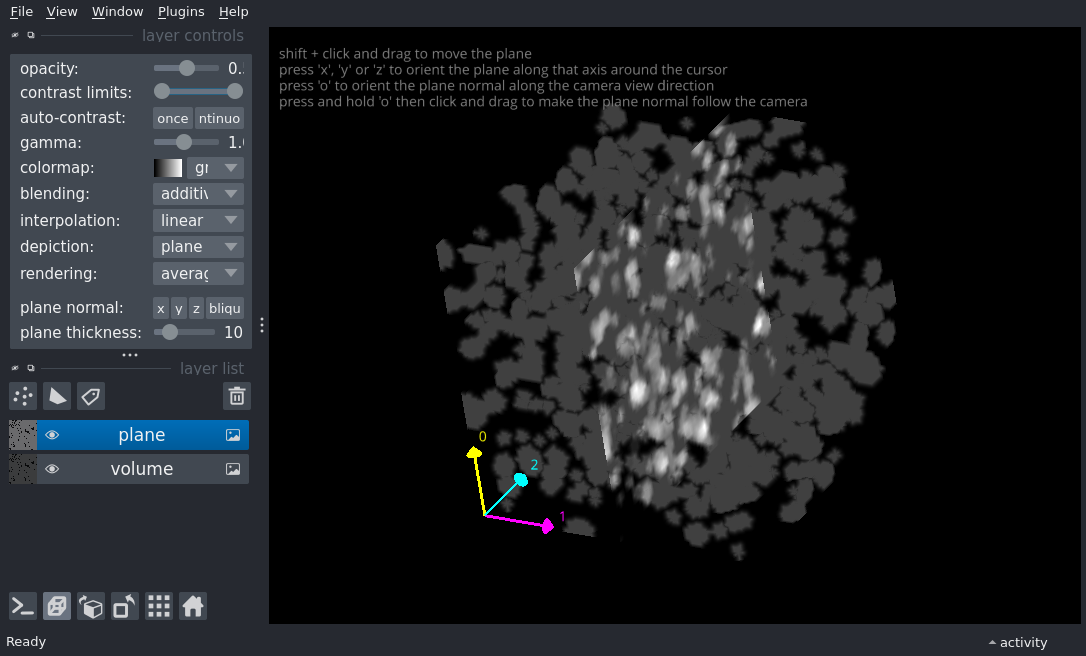 File View Window Plugins Help
layer controls
opacity: 0.
contrast limits:
auto-contrast: once ntinuo
gamma: 1.
colormap: gr
blending: additiv
interpolation: linear
depiction: plane
rendering: averag
plane normal: x y z bliqu
plane thickness: 10
layer list
plane
volume
shift + click and drag to move the plane
press 'x', 'y' or 'z' to orient the plane along that axis around the cursor
press 'o' to orient the plane normal along the camera view direction
press and hold 'o' then click and drag to make the plane normal follow the camera
0
2
1
Ready
activity